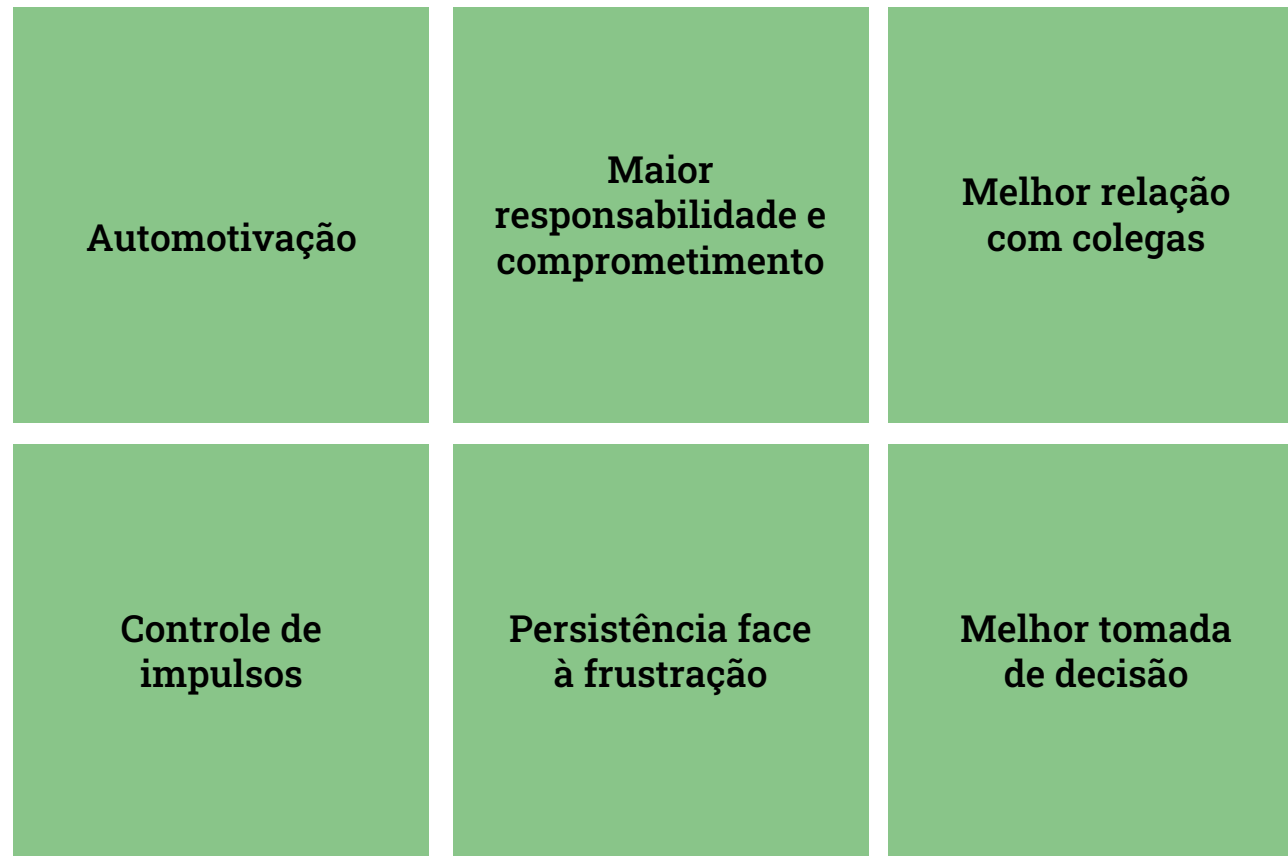 Automotivação
Maior
responsabilidade e
comprometimento
Melhor relação
com colegas
Controle de
impulsos
Persistência face
à frustração
Melhor tomada
de decisão